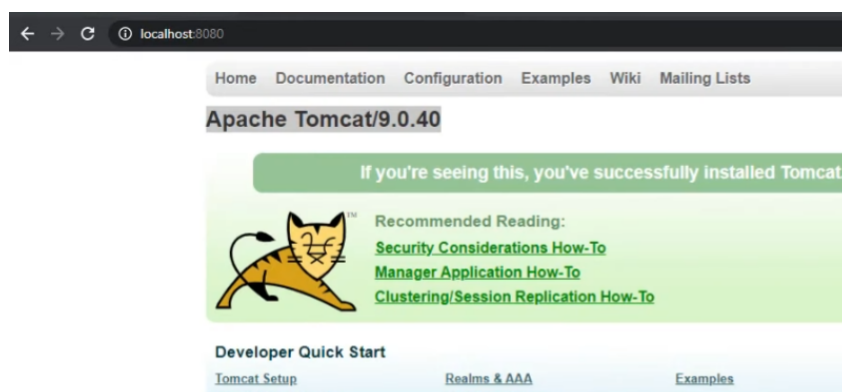 localhost:8080
Home Documentation Configuration Examples Wiki Mailing Lists
Apache Tomcat/9.0.40
If you're seeing this, you've successfully installed Tomcat.
TM
Recommended Reading:
Security Considerations How-To
Manager Application How-To
Clustering/Session Replication How-To
Developer Quick Start
Tomcat Setup Realms & AAA Examples